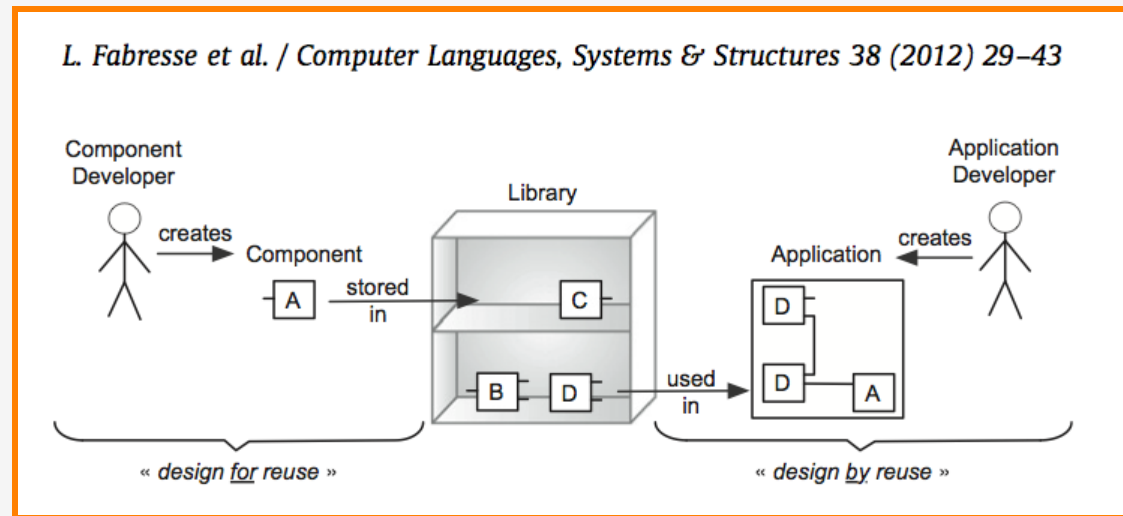 L. Fabresse et al. / Computer Languages, Systems & Structures 38 (2012) 29–43
Component
Developer
Application
Developer
Library
creates
Component
Application
creates
A
stored
in
C
D
B
D
used
in
D
A
« design for reuse »
« design by reuse »